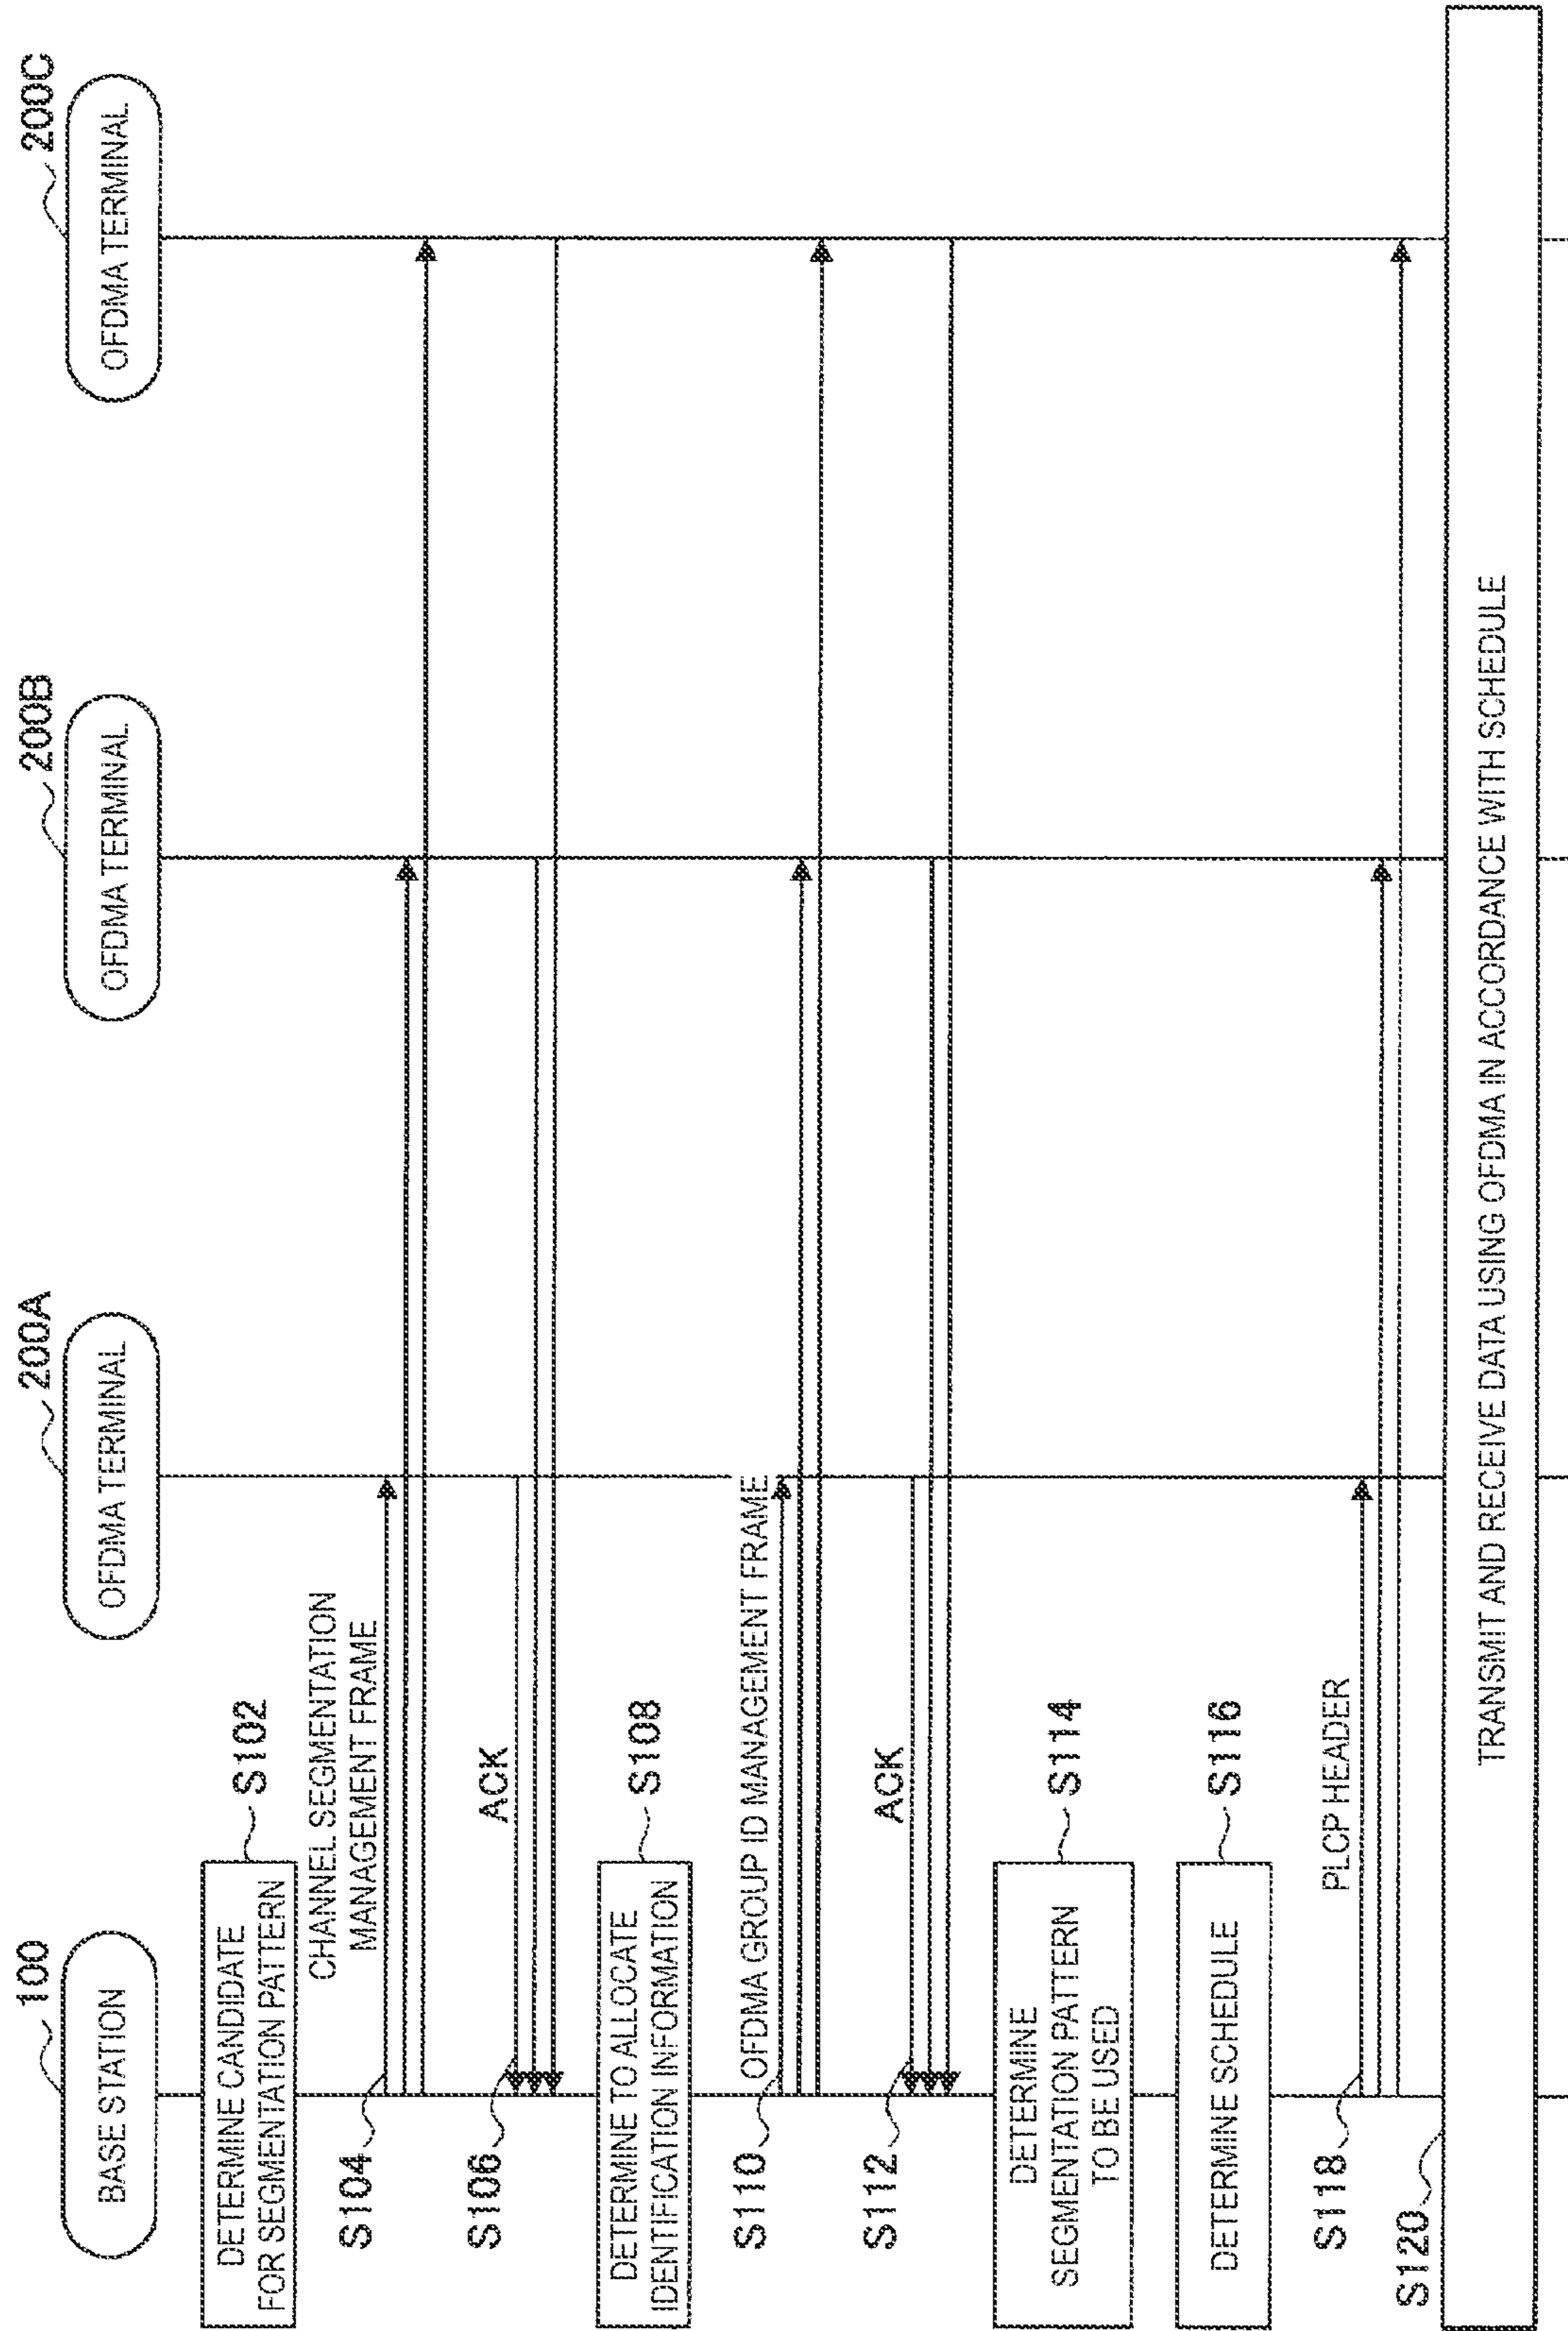 100
BASE STATION
200A
OFDMA TERMINAL
200B
OFDMA TERMINAL
200C
OFDMA TERMINAL
DETERMINE CANDIDATE
FOR SEGMENTATION PATTERN
S102
CHANNEL SEGMENTATION
MANAGEMENT FRAME
S104
ACK
S106
DETERMINE TO ALLOCATE
IDENTIFICATION INFORMATION
S108
OFDMA GROUP ID MANAGEMENT FRAME
S110
ACK
S112
DETERMINE
SEGMENTATION PATTERN
TO BE USED
S114
DETERMINE SCHEDULE
S116
PLCP HEADER
S118
S120
TRANSMIT AND RECEIVE DATA USING OFDMA IN ACCORDANCE WITH SCHEDULE